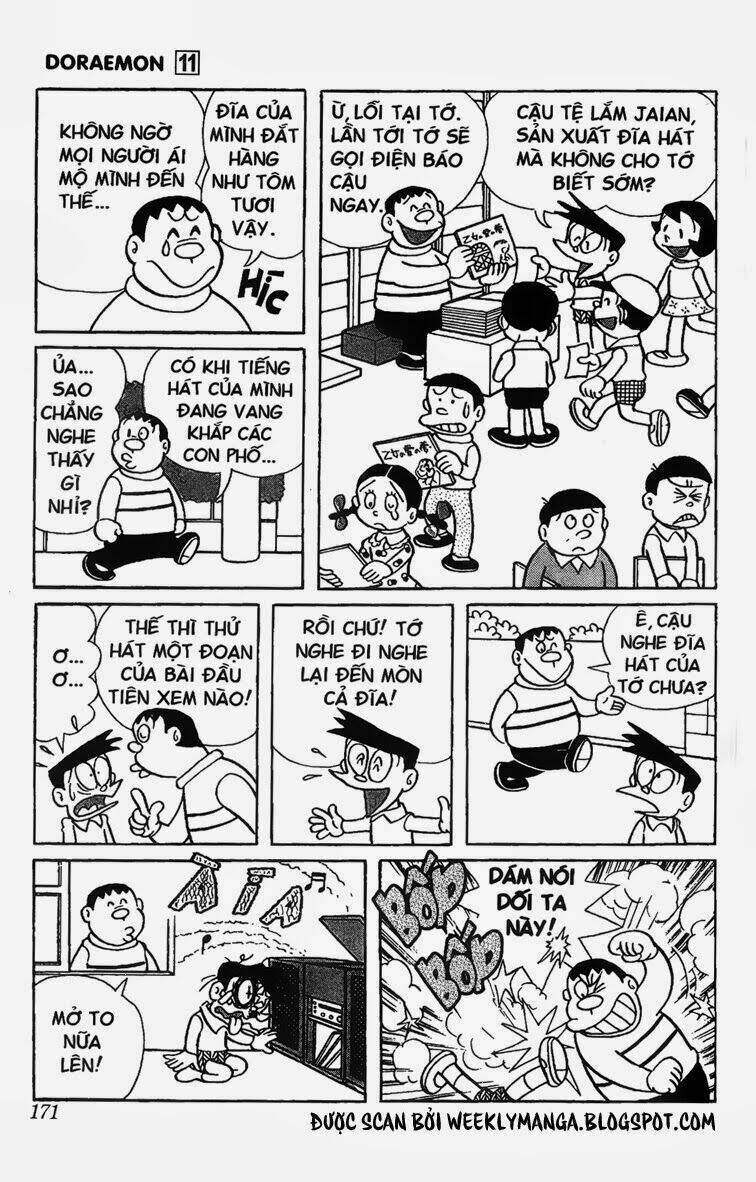 DORAEMON 11
CẬU TỆ LẮM JAIAN,
SẢN XUẤT ĐĨA HÁT
MÀ KHÔNG CHO TỚ
BIẾT SỚM?
Ừ, LỖI TẠI TỚ.
LẦN TỚI TỚ SẼ
GỌI ĐIỆN BÁO
CẬU
NGAY.
ĐĨA CỦA
MÌNH ĐẮT
HÀNG
NHƯ TÔM
TƯƠI
VẬY.
KHÔNG NGỜ
MỌI NGƯỜI ÁI
MỘ MÌNH ĐẾN
THẾ...
HÍC
CÓ KHI TIẾNG
HÁT CỦA MÌNH
ĐANG VANG
KHẮP CÁC
CON PHỐ...
ỦA...
SAO
CHẲNG
NGHE
THẤY
GÌ
NHỈ?
Ê, CẬU
NGHE ĐĨA
HÁT CỦA
TỚ CHƯA?
RỒI CHỨ! TỚ
NGHE ĐI NGHE
LẠI ĐẾN MÒN
CẢ ĐĨA!
THẾ THÌ THỬ
HÁT MỘT ĐOẠN
CỦA BÀI ĐẦU
TIÊN XEM NÀO!
Ơ...
Ơ...
DÁM NÓI
DỐI TA
NÀY!
BỐP
BỐP
À Í A
MỞ TO
NỮA
LÊN!
171
ĐƯỢC SCAN BỞI WEEKLYMANGA.BLOGSPOT.COM